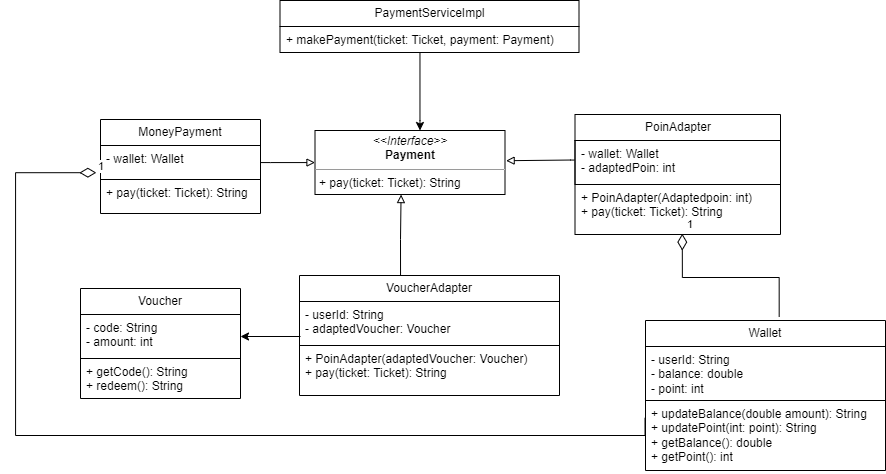 PaymentServiceImpl
+ makePayment(ticket: Ticket, payment: Payment)
MoneyPayment
- wallet: Wallet
1
+ pay(ticket: Ticket): String
<<Interface>>
Payment
+ pay(ticket: Ticket): String
PoinAdapter
- wallet: Wallet
- adaptedPoin: int
+ PoinAdapter(Adaptedpoin: int)
+ pay(ticket: Ticket): String
1
Voucher
- code: String
- amount: int
+ getCode(): String
+ redeem(): String
VoucherAdapter
- userId: String
- adaptedVoucher: Voucher
+ PoinAdapter(adaptedVoucher: Voucher)
+ pay(ticket: Ticket): String
Wallet
- userId: String
- balance: double
- point: int
+ updateBalance(double amount): String
+ updatePoint(int: point): String
+ getBalance(): double
+ getPoint(): int